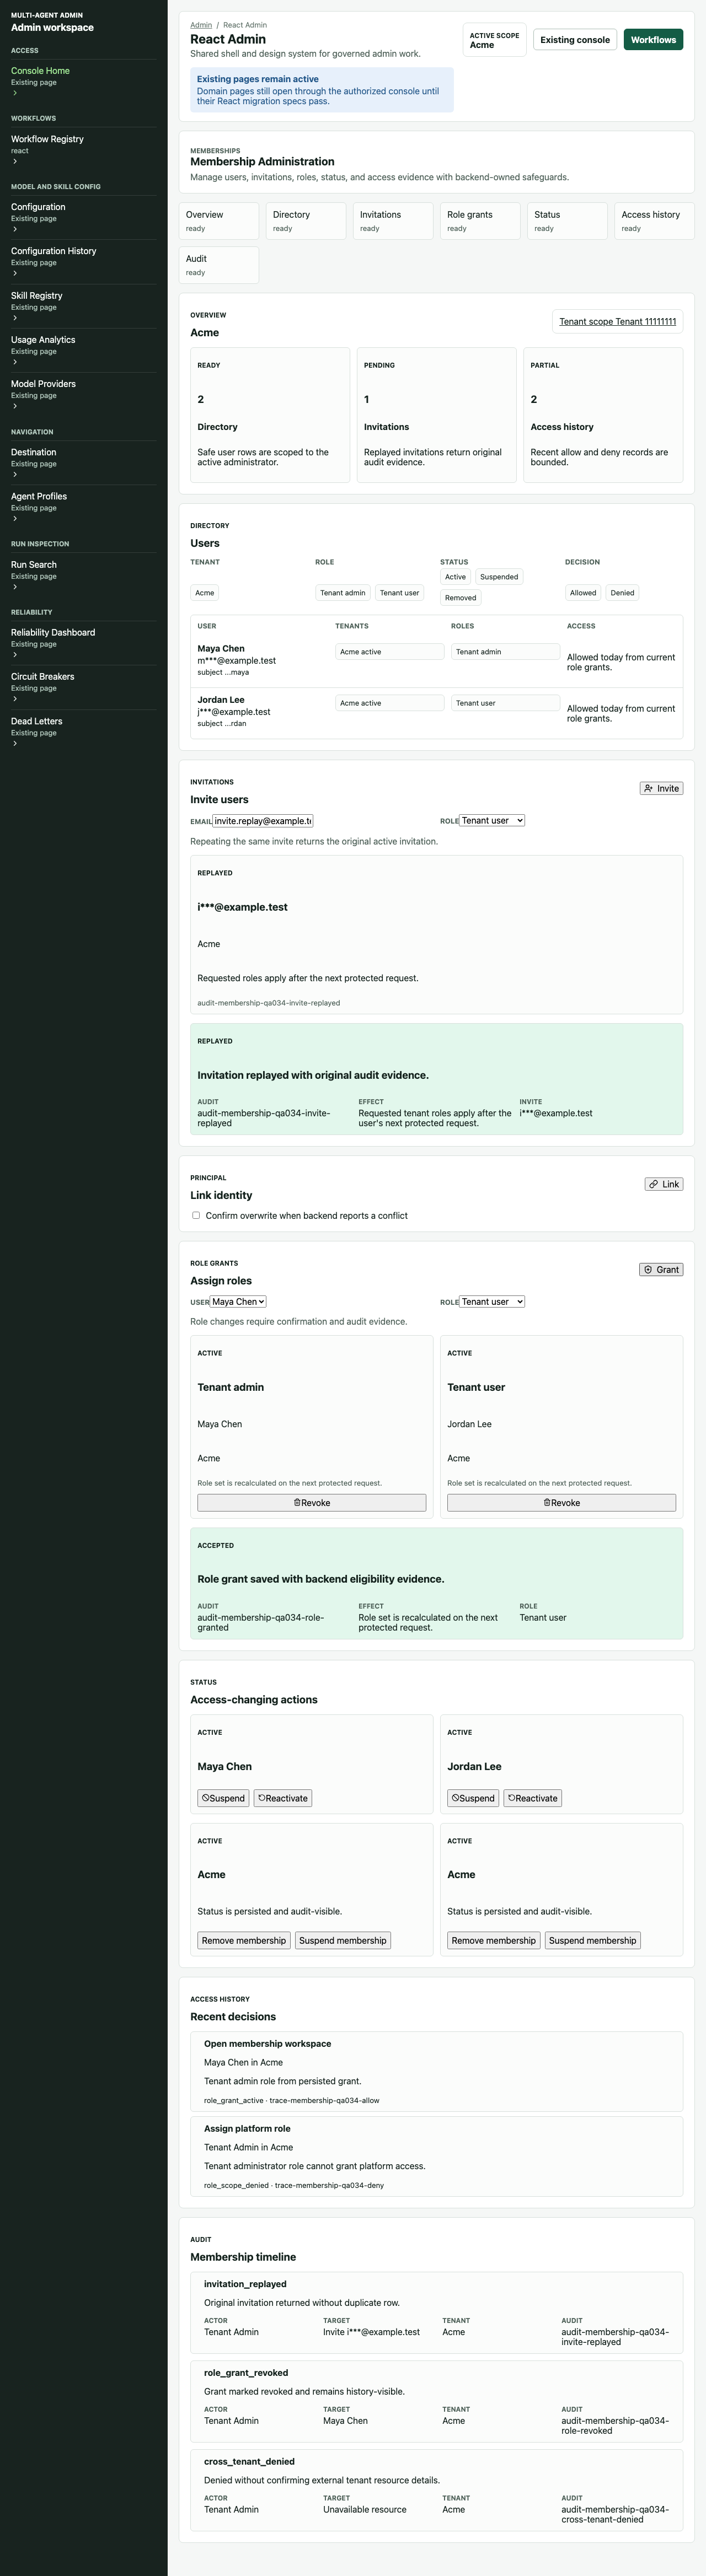 MULTI-AGENT ADMIN
Admin workspace
ACCESS
Console Home
Existing page
WORKFLOWS
Workflow Registry
react
MODEL AND SKILL CONFIG
Configuration
Existing page
Configuration History
Existing page
Skill Registry
Existing page
Usage Analytics
Existing page
Model Providers
Existing page
NAVIGATION
Destination
Existing page
Agent Profiles
Existing page
RUN INSPECTION
Run Search
Existing page
RELIABILITY
Reliability Dashboard
Existing page
Circuit Breakers
Existing page
Dead Letters
Existing page
Admin / React Admin
React Admin
Shared shell and design system for governed admin work.
Existing pages remain active
Domain pages still open through the authorized console until
their React migration specs pass.
ACTIVE SCOPE
Acme
Existing console
Workflows
MEMBERSHIPS
Membership Administration
Manage users, invitations, roles, status, and access evidence with backend-owned safeguards.
Overview
ready
Directory
ready
Invitations
ready
Role grants
ready
Status
ready
Access history
ready
Audit
ready
OVERVIEW
Acme
Tenant scope Tenant 11111111
READY
2
Directory
Safe user rows are scoped to the
active administrator.
PENDING
1
Invitations
Replayed invitations return original
audit evidence.
PARTIAL
2
Access history
Recent allow and deny records are
bounded.
DIRECTORY
Users
TENANT
Acme
ROLE
Tenant admin
Tenant user
STATUS
Active
Suspended
Removed
DECISION
Allowed
Denied
USER TENANTS ROLES ACCESS
Maya Chen
m***@example.test
subject ...maya
Acme active
Tenant admin
Allowed today from current
role grants.
Jordan Lee
j***@example.test
subject ...rdan
Acme active
Tenant user
Allowed today from current
role grants.
INVITATIONS
Invite users
Invite
EMAIL invite.replay@example.t
ROLE Tenant user
Repeating the same invite returns the original active invitation.
REPLAYED
i***@example.test
Acme
Requested roles apply after the next protected request.
audit-membership-qa034-invite-replayed
REPLAYED
Invitation replayed with original audit evidence.
AUDIT
audit-membership-qa034-invite-
replayed
EFFECT
Requested tenant roles apply after the
user's next protected request.
INVITE
i***@example.test
PRINCIPAL
Link identity
Link
Confirm overwrite when backend reports a conflict
ROLE GRANTS
Assign roles
Grant
USER Maya Chen
ROLE Tenant user
Role changes require confirmation and audit evidence.
ACTIVE
Tenant admin
Maya Chen
Acme
Role set is recalculated on the next protected request.
Revoke
ACTIVE
Tenant user
Jordan Lee
Acme
Role set is recalculated on the next protected request.
Revoke
ACCEPTED
Role grant saved with backend eligibility evidence.
AUDIT
audit-membership-qa034-role-
granted
EFFECT
Role set is recalculated on the next
protected request.
ROLE
Tenant user
STATUS
Access-changing actions
ACTIVE
Maya Chen
Suspend
Reactivate
ACTIVE
Jordan Lee
Suspend
Reactivate
ACTIVE
Acme
Status is persisted and audit-visible.
Remove membership
Suspend membership
ACTIVE
Acme
Status is persisted and audit-visible.
Remove membership
Suspend membership
ACCESS HISTORY
Recent decisions
Open membership workspace
Maya Chen in Acme
Tenant admin role from persisted grant.
role_grant_active · trace-membership-qa034-allow
Assign platform role
Tenant Admin in Acme
Tenant administrator role cannot grant platform access.
role_scope_denied · trace-membership-qa034-deny
AUDIT
Membership timeline
invitation_replayed
Original invitation returned without duplicate row.
ACTOR
Tenant Admin
TARGET
Invite i***@example.test
TENANT
Acme
AUDIT
audit-membership-qa034-
invite-replayed
role_grant_revoked
Grant marked revoked and remains history-visible.
ACTOR
Tenant Admin
TARGET
Maya Chen
TENANT
Acme
AUDIT
audit-membership-qa034-
role-revoked
cross_tenant_denied
Denied without confirming external tenant resource details.
ACTOR
Tenant Admin
TARGET
Unavailable resource
TENANT
Acme
AUDIT
audit-membership-qa034-
cross-tenant-denied